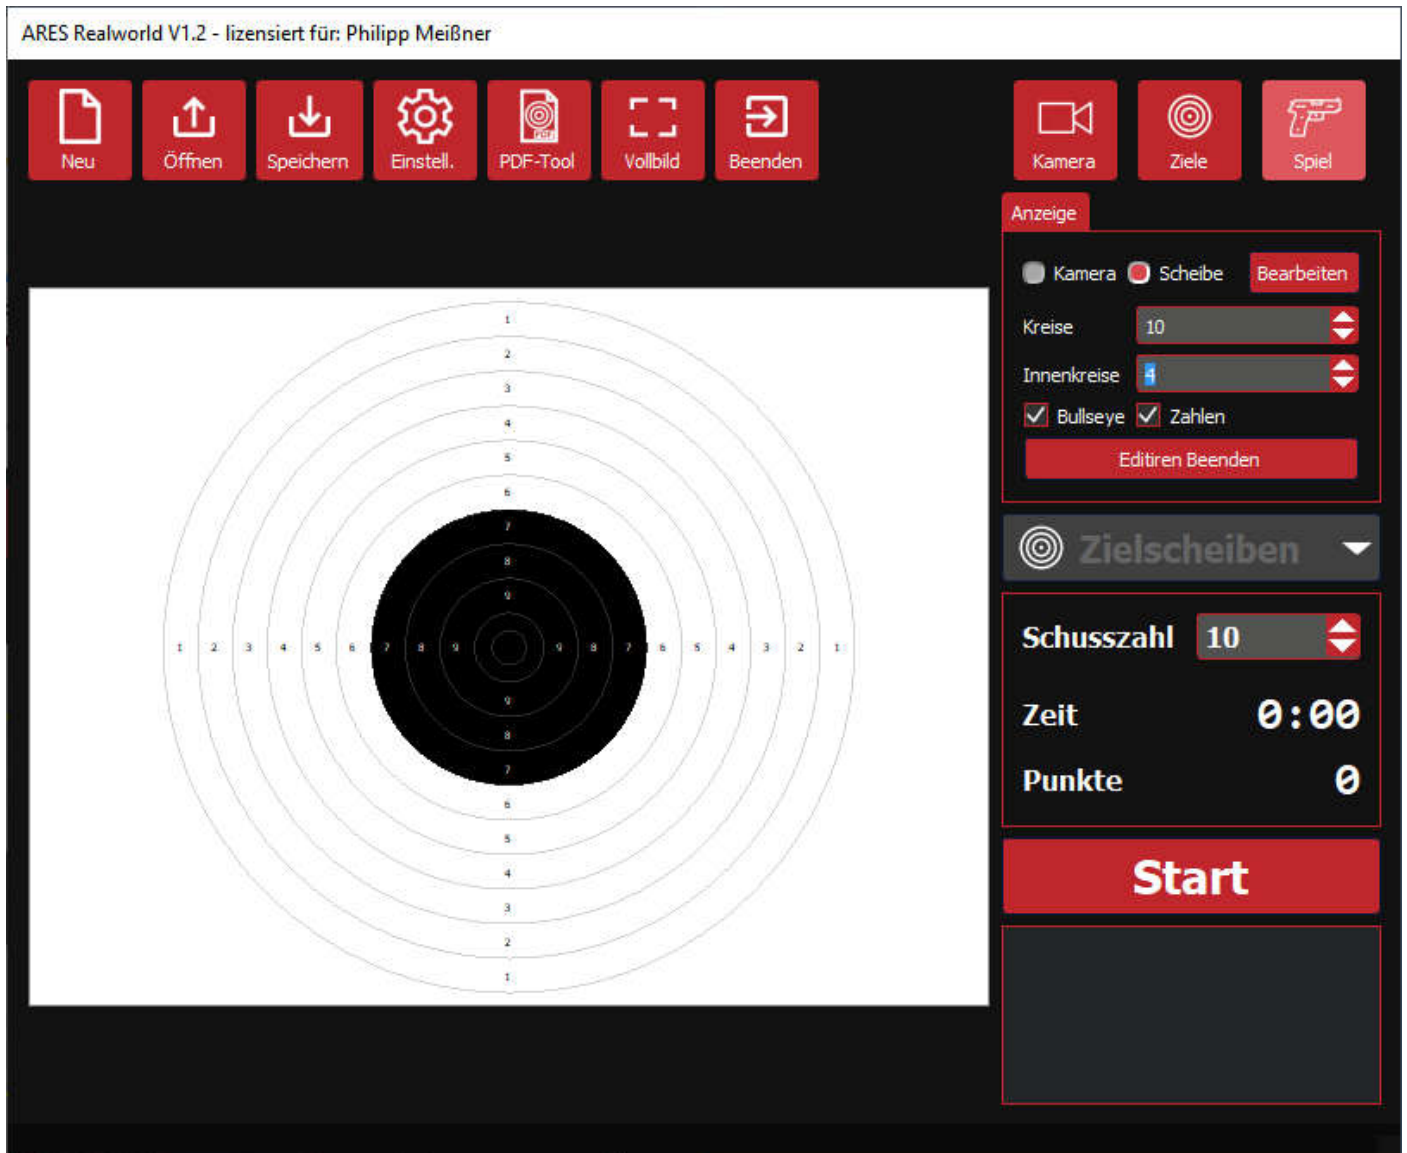 ARES Realworld V1.2 - lizensiert für: Philipp Meißner
Neu Öffnen Speichern Einstell. PDF-Tool Vollbild Beenden Kamera Ziele Spiel
PDF
Anzeige
Kamera Scheibe Bearbeiten
Kreise 10
Innenkreise 4
Bullseye Zahlen
Editiren Beenden
Zielscheiben
Schusszahl 10
Zeit 0:00
Punkte 0
Start
1
2
3
4
5
6
7
8
9
1 2 3 4 5 6 7 8 9 9 8 7 6 5 4 3 2 1
9
8
7
6
5
4
3
2
1